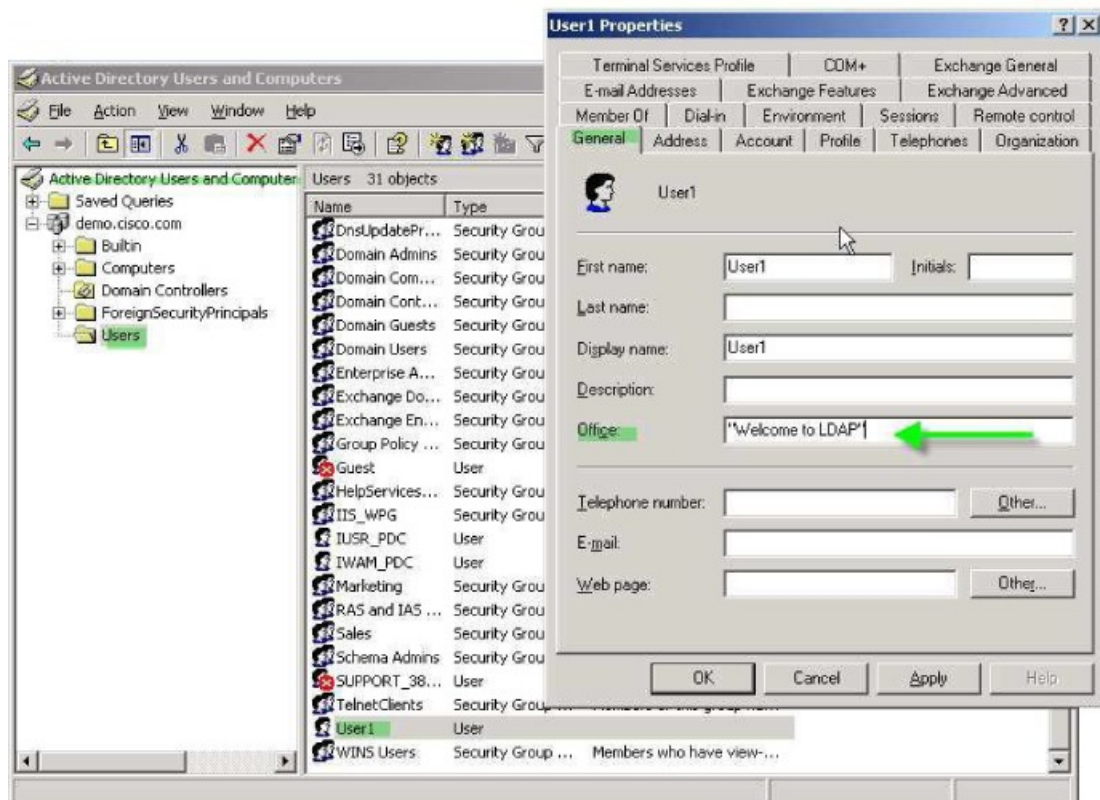 User1 Properties
Terminal Services Profile COM+ Exchange General
E-mail Addresses Exchange Features Exchange Advanced
Member Of Dial-in Environment Sessions Remote control
General Address Account Profile Telephones Organization
User1
First name: User1 Initials:
Last name:
Display name: User1
Description:
Office: "Welcome to LDAP"
Telephone number: Other...
E-mail:
Web page: Other...
OK Cancel Apply Help
Active Directory Users and Computers
File Action View Window Help
Active Directory Users and Computer
Saved Queries
demo.cisco.com
Builtin
Computers
Domain Controllers
ForeignSecurityPrincipals
Users
Users 31 objects
Name Type
DnsUpdatePr... Security Grou
Domain Admins Security Grou
Domain Com... Security Grou
Domain Cont... Security Grou
Domain Guests Security Grou
Domain Users Security Grou
Enterprise A... Security Grou
Exchange Do... Security Grou
Exchange En... Security Grou
Group Policy ... Security Grou
Guest User
HelpServices... Security Grou
IIS_WPG Security Grou
IUSR_PDC User
IWAM_PDC User
Marketing Security Grou
RAS and IAS ... Security Grou
Sales Security Grou
Schema Admins Security Grou
SUPPORT_38... User
TelnetClients Security Group ...
User1 User
WINS Users Security Group ... Members who have view-...